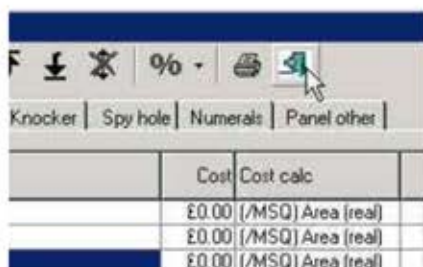 % 
Knocker Spy hole Numerals Panel other
Cost Cost calc
£0.00 (/MSQ) Area (real)
£0.00 (/MSQ) Area (real)
£0.00 (/MSQ) Area (real)